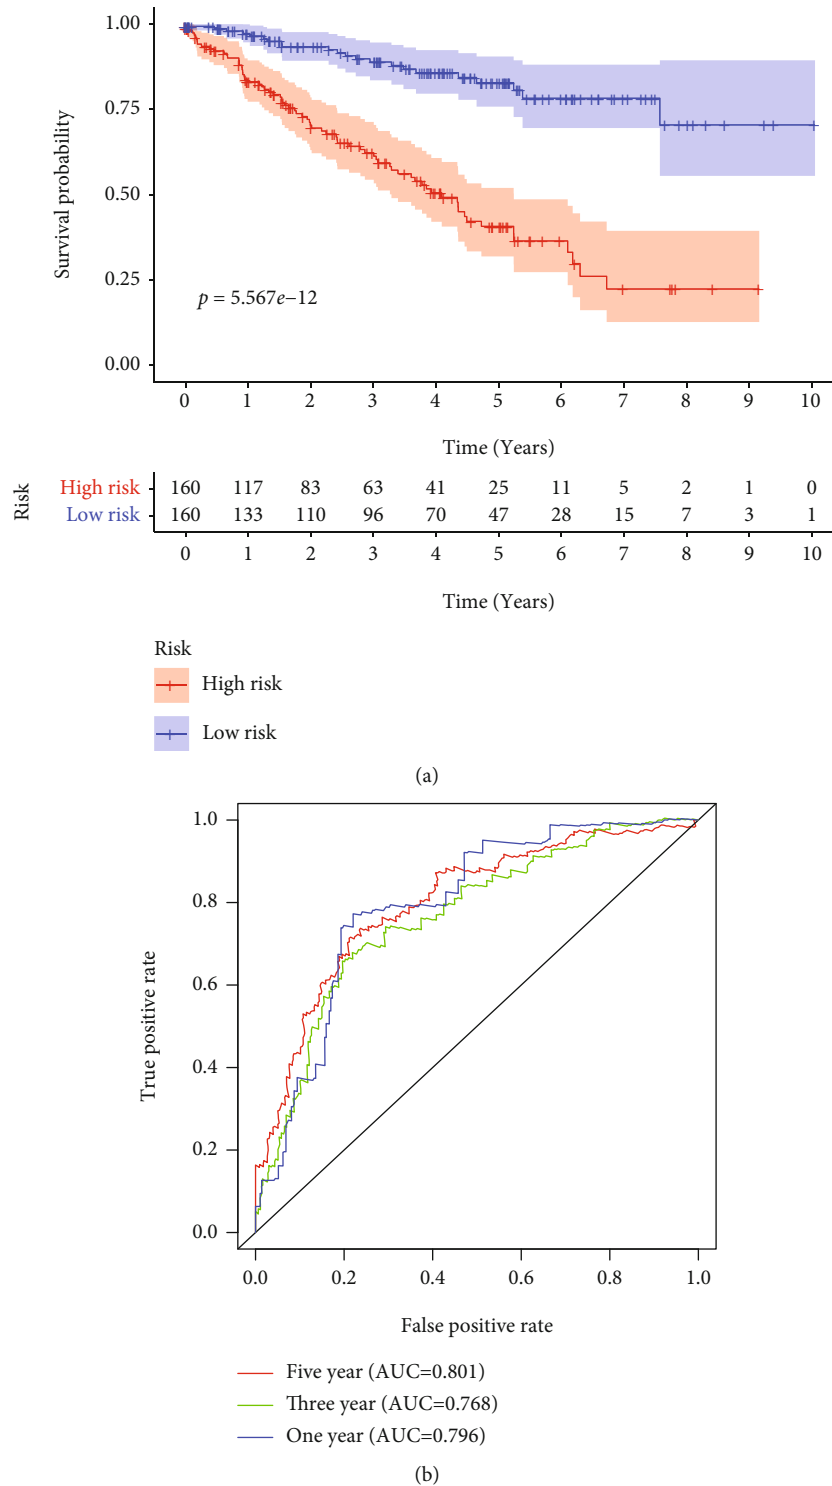 1.00
0.75
0.50
0.25
0.00
Survival probability
p = 5.567e−12
0 1 2 3 4 5 6 7 8 9 10
Time (Years)
Risk
High risk 160 117 83 63 41 25 11 5 2 1 0
Low risk 160 133 110 96 70 47 28 15 7 3 1
0 1 2 3 4 5 6 7 8 9 10
Time (Years)
Risk
High risk
Low risk
(a)
1.0
0.8
0.6
0.4
0.2
0.0
True positive rate
0.0 0.2 0.4 0.6 0.8 1.0
False positive rate
Five year (AUC=0.801)
Three year (AUC=0.768)
One year (AUC=0.796)
(b)